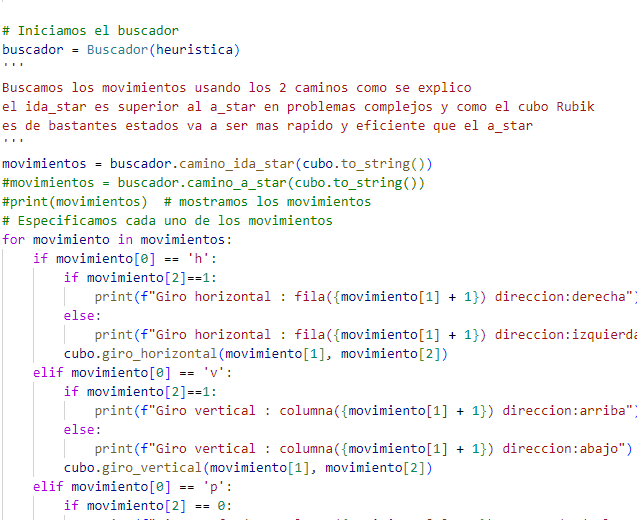 # Iniciamos el buscador
buscador = Buscador(heuristica)
'''
Buscamos los movimientos usando los 2 caminos como se explico
el ida_star es superior al a_star en problemas complejos y como el cubo Rubik
es de bastantes estados va a ser mas rapido y eficiente que el a_star
'''
movimientos = buscador.camino_ida_star(cubo.to_string())
#movimientos = buscador.camino_a_star(cubo.to_string())
#print(movimientos)  # mostramos los movimientos
# Especificamos cada uno de los movimientos
for movimiento in movimientos:
    if movimiento[0] == 'h':
        if movimiento[2]==1:
            print(f"Giro horizontal : fila({movimiento[1] + 1}) direccion:derecha")
        else:
            print(f"Giro horizontal : fila({movimiento[1] + 1}) direccion:izquierda
        cubo.giro_horizontal(movimiento[1], movimiento[2])
    elif movimiento[0] == 'v':
        if movimiento[2]==1:
            print(f"Giro vertical : columna({movimiento[1] + 1}) direccion:arriba")
        else:
            print(f"Giro vertical : columna({movimiento[1] + 1}) direccion:abajo")
        cubo.giro_vertical(movimiento[1], movimiento[2])
    elif movimiento[0] == 'p':
        if movimiento[2] == 0: